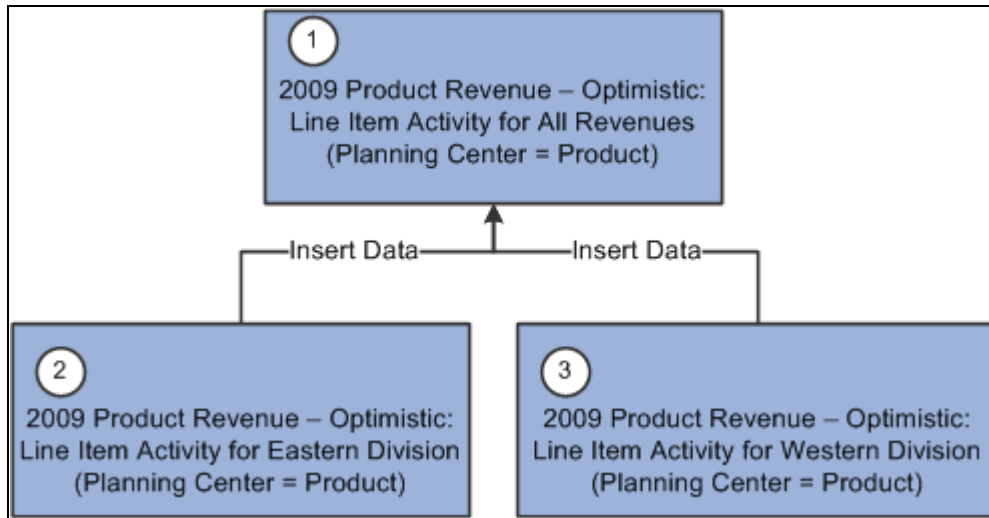 1
2009 Product Revenue – Optimistic:
Line Item Activity for All Revenues
(Planning Center = Product)
Insert Data
Insert Data
2
2009 Product Revenue – Optimistic:
Line Item Activity for Eastern Division
(Planning Center = Product)
3
2009 Product Revenue – Optimistic:
Line Item Activity for Western Division
(Planning Center = Product)